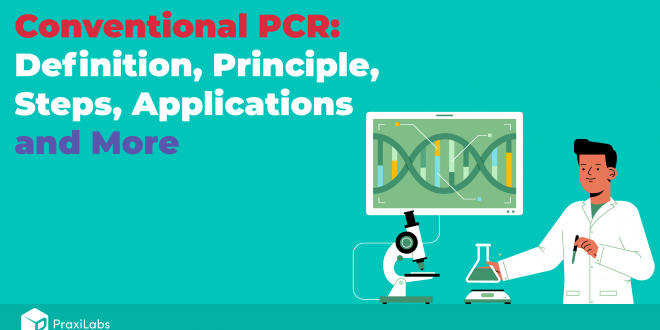 Conventional PCR:
Definition, Principle,
Steps, Applications
and More
PraxiLabs